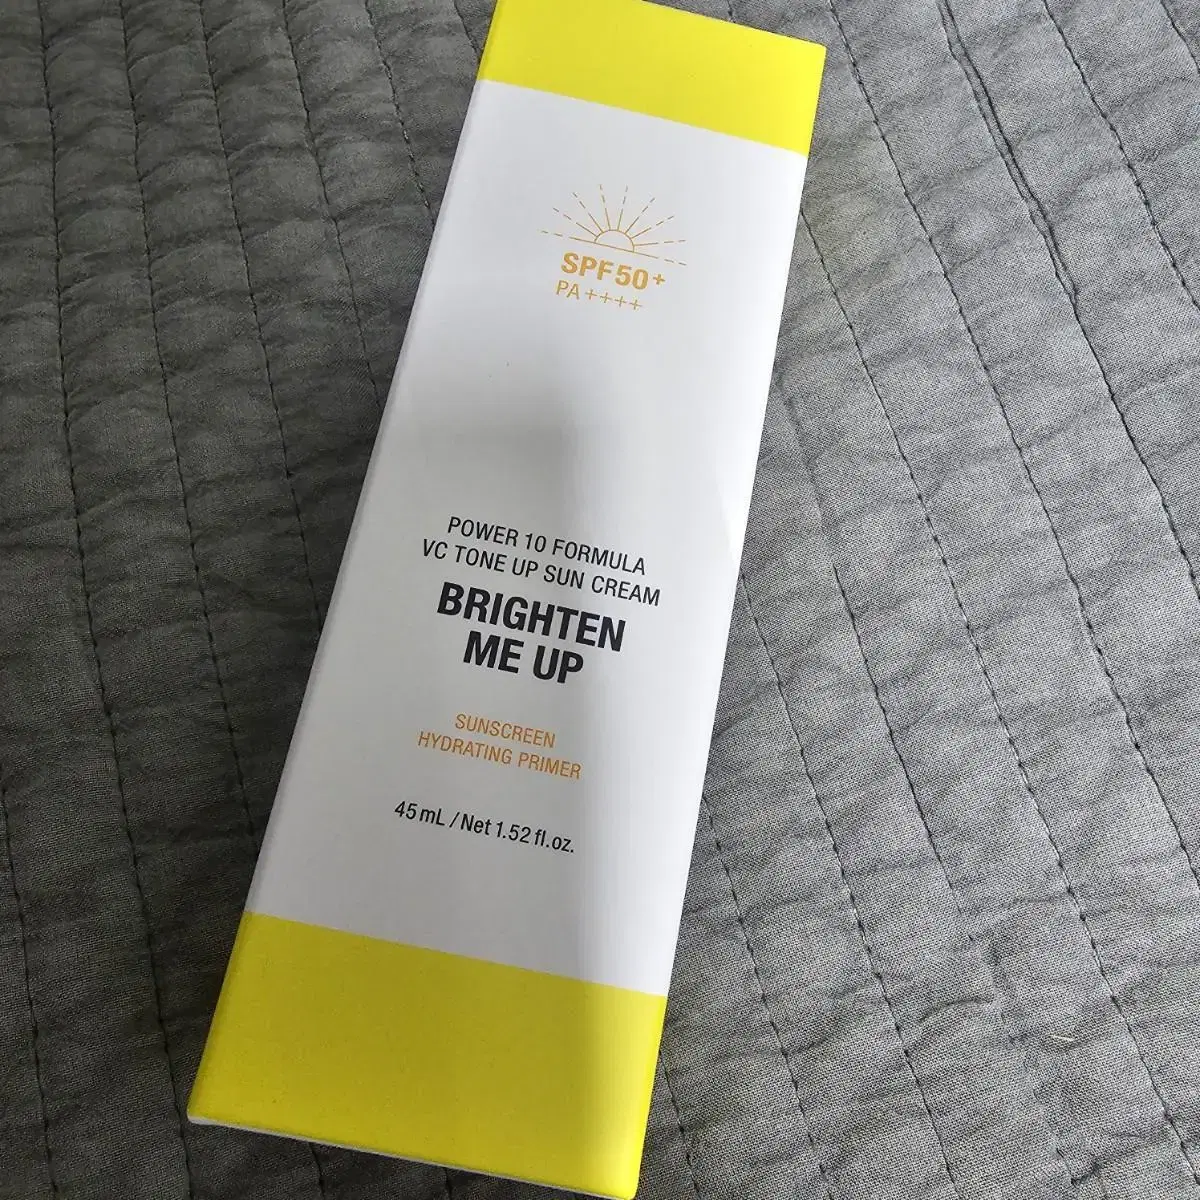 SPF50+
PA++++
POWER 10 FORMULA
VC TONE UP SUN CREAM
BRIGHTEN
ME UP
SUNSCREEN
HYDRATING PRIMER
45 mL / Net 1.52 fl.oz.